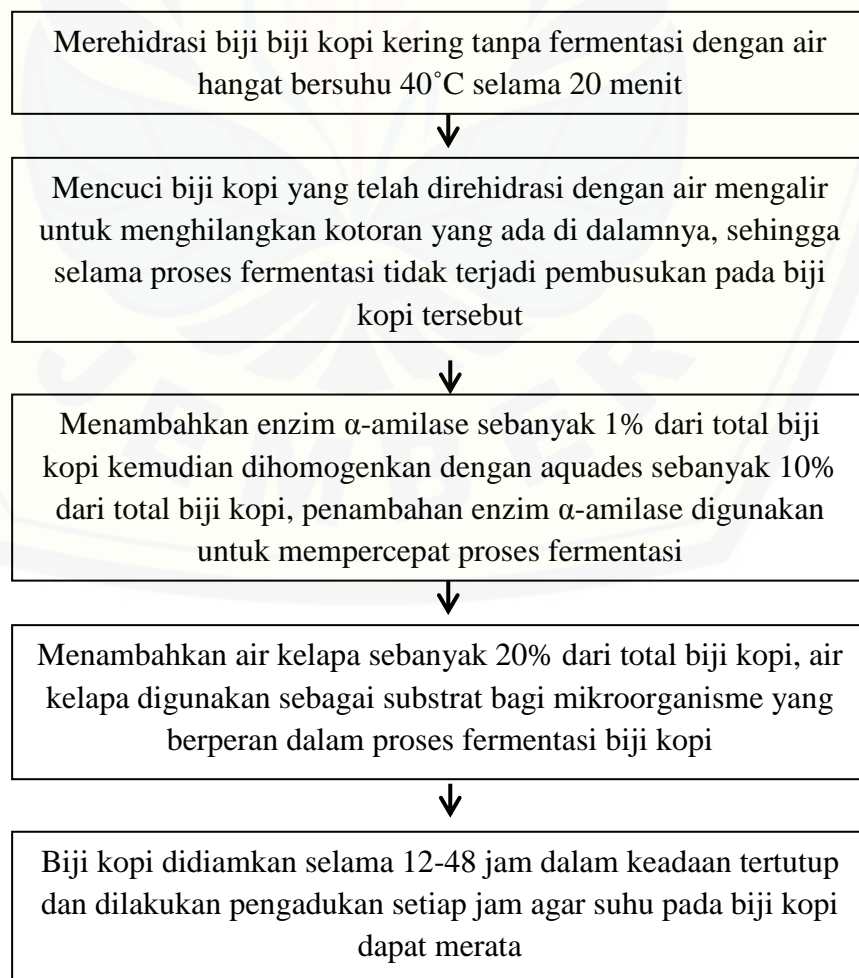 Merehidrasi biji biji kopi kering tanpa fermentasi dengan air
hangat bersuhu 40˚C selama 20 menit
Mencuci biji kopi yang telah direhidrasi dengan air mengalir
untuk menghilangkan kotoran yang ada di dalamnya, sehingga
selama proses fermentasi tidak terjadi pembusukan pada biji
kopi tersebut
JEMBER
Menambahkan enzim α-amilase sebanyak 1% dari total biji
kopi kemudian dihomogenkan dengan aquades sebanyak 10%
dari total biji kopi, penambahan enzim α-amilase digunakan
untuk mempercepat proses fermentasi
Menambahkan air kelapa sebanyak 20% dari total biji kopi, air
kelapa digunakan sebagai substrat bagi mikroorganisme yang
berperan dalam proses fermentasi biji kopi
Biji kopi didiamkan selama 12-48 jam dalam keadaan tertutup
dan dilakukan pengadukan setiap jam agar suhu pada biji kopi
dapat merata